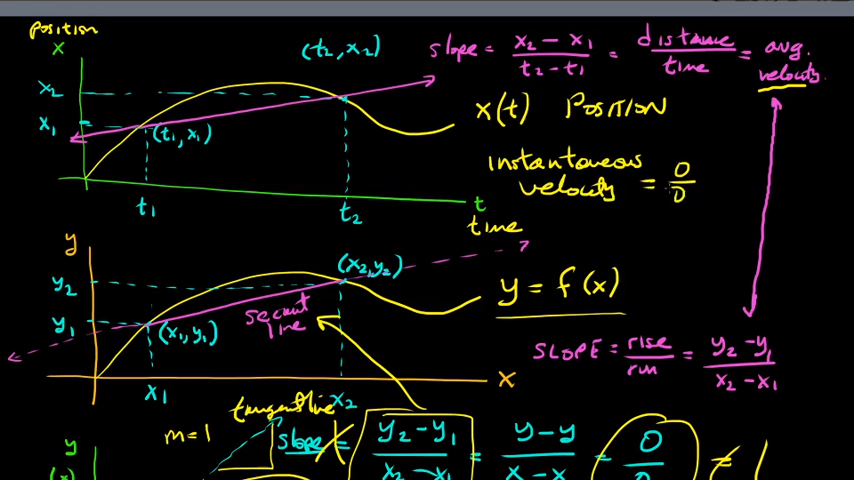 position
x
(t₂, x₂)
slope = x₂ - x₁ / t₂ - t₁ = distance / time = avg. velocity
x₂
x₁
(t₁, x₁)
x(t) POSITION
instantaneous velocity = 0/0
t₁
t₂
t
time
y
(x₂, y₂)
y₂
y₁
(x₁, y₁)
secant line
y = f(x)
SLOPE = rise / run = y₂ - y₁ / x₂ - x₁
x
x₁
x₂
tangent line
y
(x)
m = 1
slope ≠ y₂ - y₁ / x₂ - x₁ = y - y / x - x = 0/0 ≠ 1